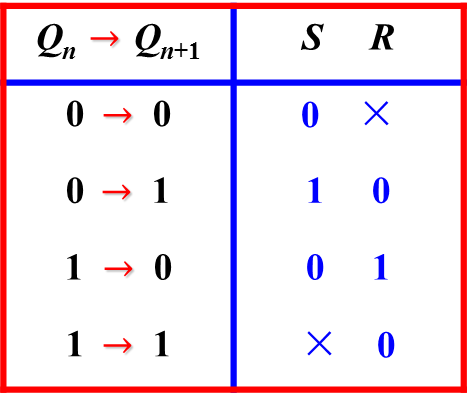 Qn → Qn+1 S R
0 → 0 0 ×
0 → 1 1 0
1 → 0 0 1
1 → 1 × 0